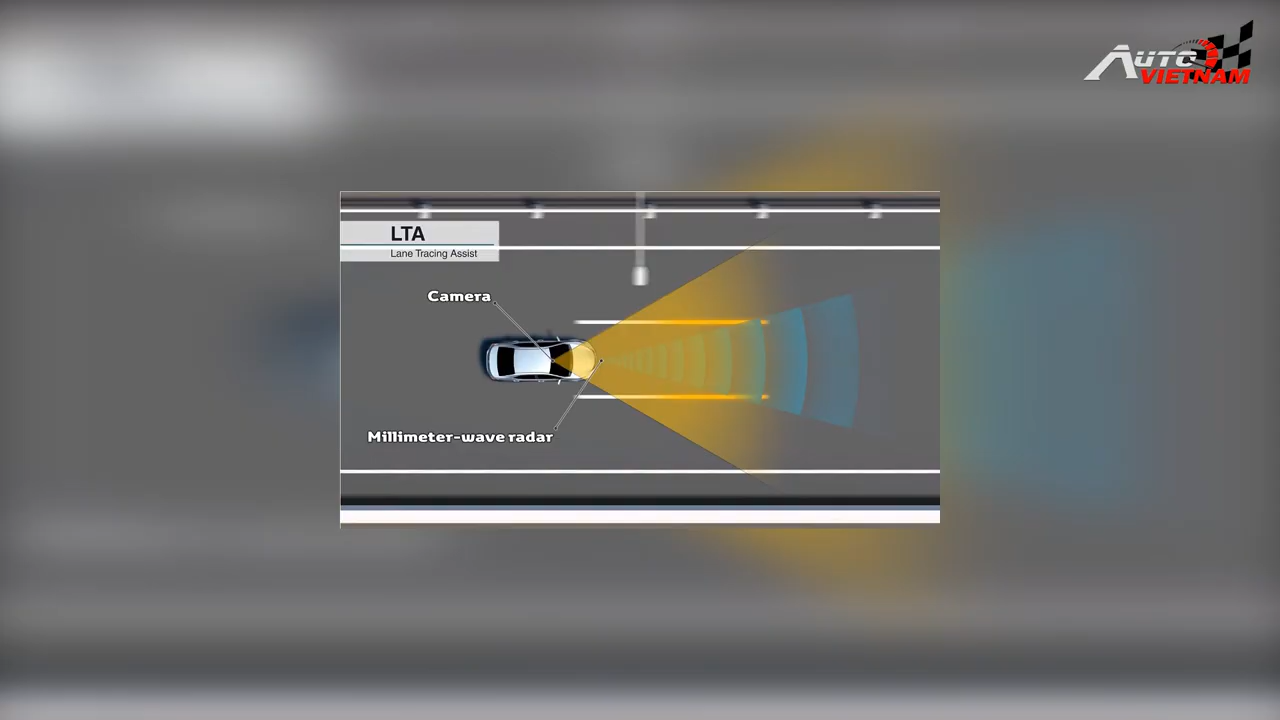 AUTO
VIETNAM
LTA
Lane Tracing Assist
Camera
Millimeter-wave radar